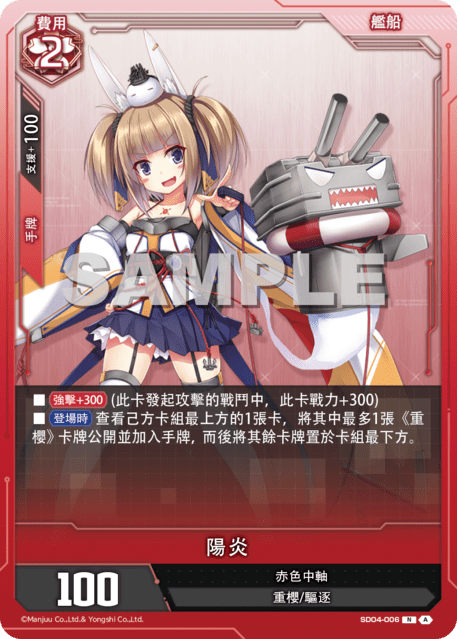 費用
2
艦船
支援+ 100
手牌
SAMPLE
■ 強擊+300 (此卡發起攻擊的戰鬥中，此卡戰力+300)
■ 登場時 查看己方卡組最上方的1張卡，將其中最多1張《重
櫻》卡牌公開並加入手牌，而後將其餘卡牌置於卡組最下方。
陽炎
100
赤色中軸
重櫻/驅逐
©Manjuu Co.,Ltd.& Yongshi Co.,Ltd.
SD04-006 N A